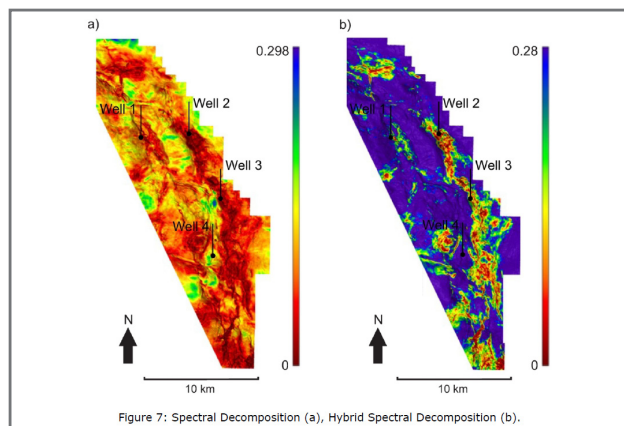 a)
b)
0.298
0.28
Well 1
Well 2
Well 3
Well 4
Well 1
Well 2
Well 3
Well 4
0
0
N
N
10 km
10 km
Figure 7: Spectral Decomposition (a), Hybrid Spectral Decomposition (b).